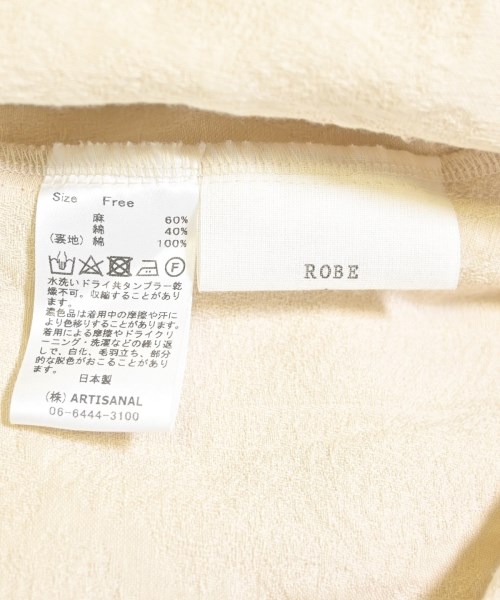 Size Free
麻 60%
綿 40%
(裏地) 綿 100%
F
水洗いドライ共タンブラー乾
燥不可。収縮することがあり
ます。
濃色品は着用中の摩擦や汗に
より色移りすることがあります。
着用による摩擦やドライクリ
ーニング・洗濯などの繰り返
しで、白化、毛羽立ち、部分
的な脱色がおこることがあり
ます。
日本製
(株) ARTISANAL
06-6444-3100
ROBE